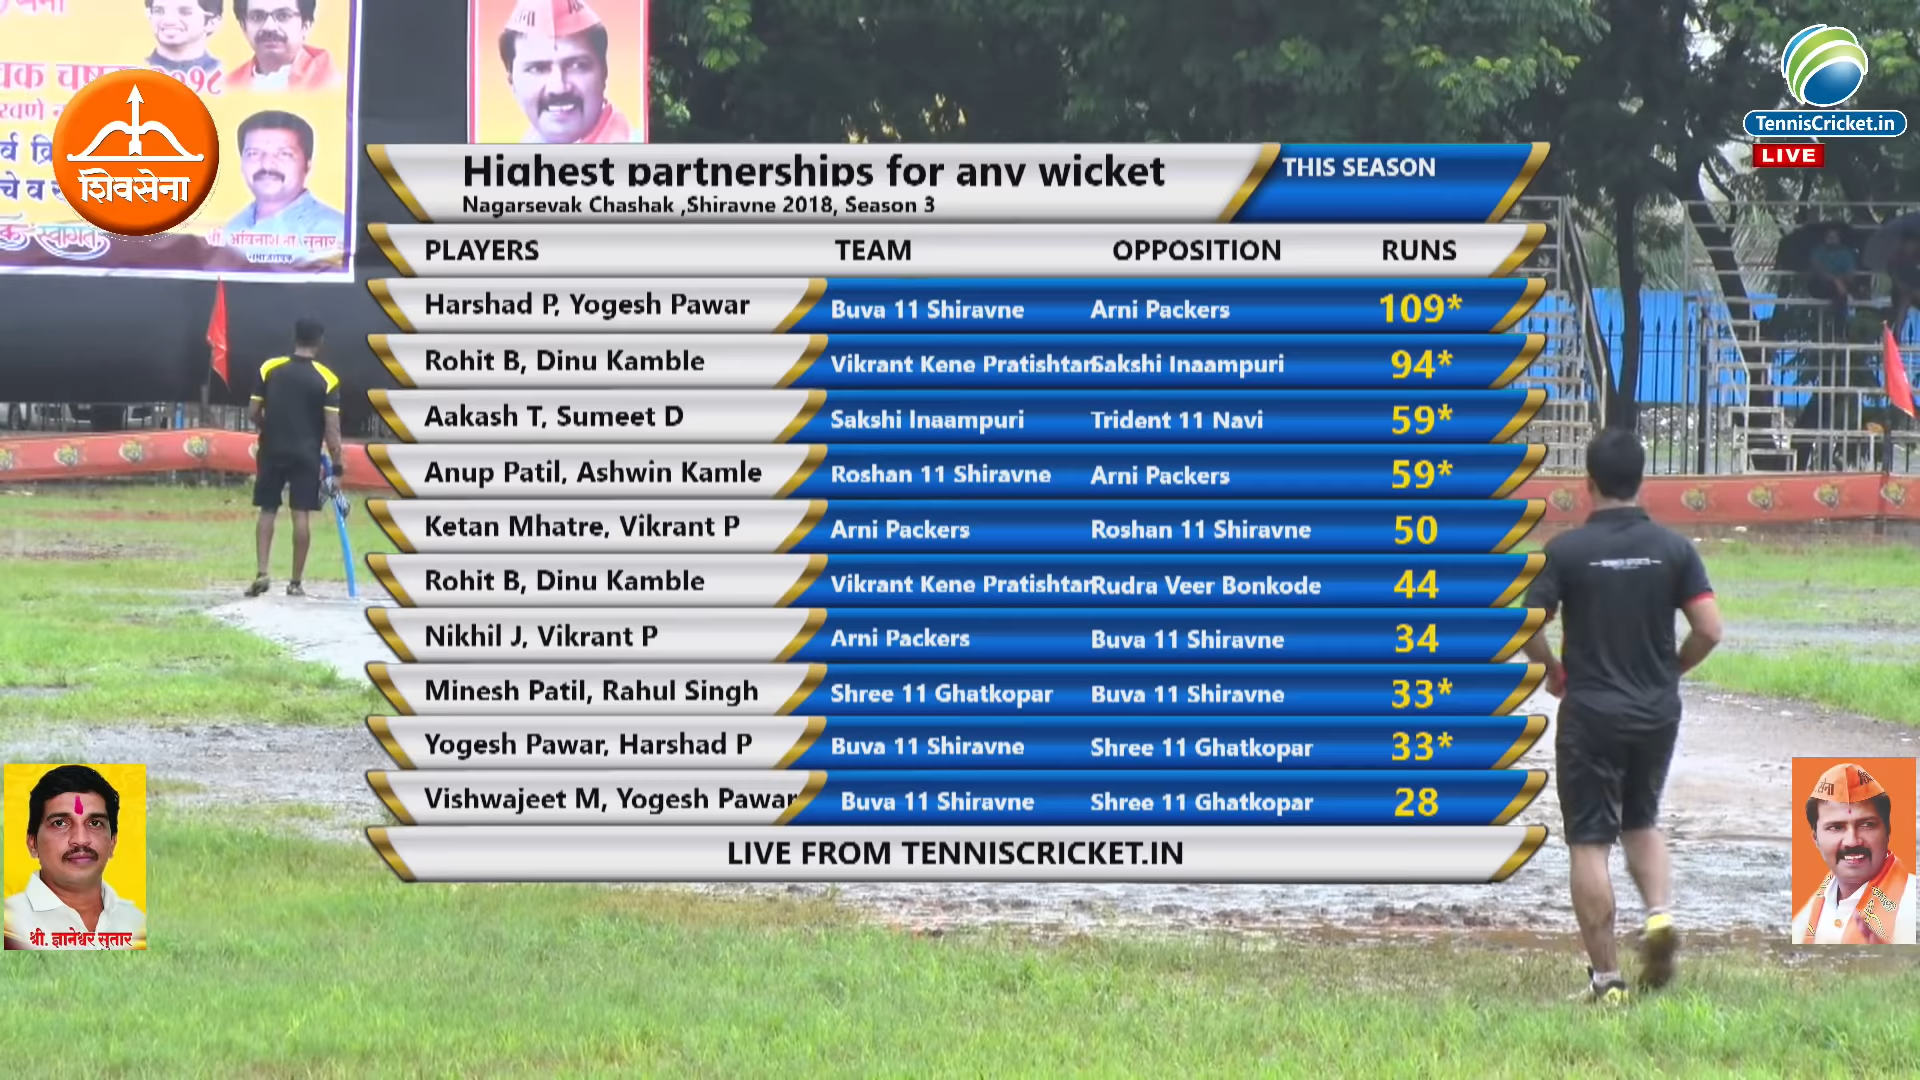 शिवसेना
TennisCricket.in
LIVE
Highest partnerships for any wicket
THIS SEASON
Nagarsevak Chashak ,Shiravne 2018, Season 3
PLAYERS TEAM OPPOSITION RUNS
Harshad P, Yogesh Pawar Buva 11 Shiravne Arni Packers 109*
Rohit B, Dinu Kamble Vikrant Kene Pratishtan Sakshi Inaampuri 94*
Aakash T, Sumeet D Sakshi Inaampuri Trident 11 Navi 59*
Anup Patil, Ashwin Kamle Roshan 11 Shiravne Arni Packers 59*
Ketan Mhatre, Vikrant P Arni Packers Roshan 11 Shiravne 50
Rohit B, Dinu Kamble Vikrant Kene Pratishtan Rudra Veer Bonkode 44
Nikhil J, Vikrant P Arni Packers Buva 11 Shiravne 34
Minesh Patil, Rahul Singh Shree 11 Ghatkopar Buva 11 Shiravne 33*
Yogesh Pawar, Harshad P Buva 11 Shiravne Shree 11 Ghatkopar 33*
Vishwajeet M, Yogesh Pawar Buva 11 Shiravne Shree 11 Ghatkopar 28
LIVE FROM TENNISCRICKET.IN
श्री. ज्ञानेश्वर सुतार